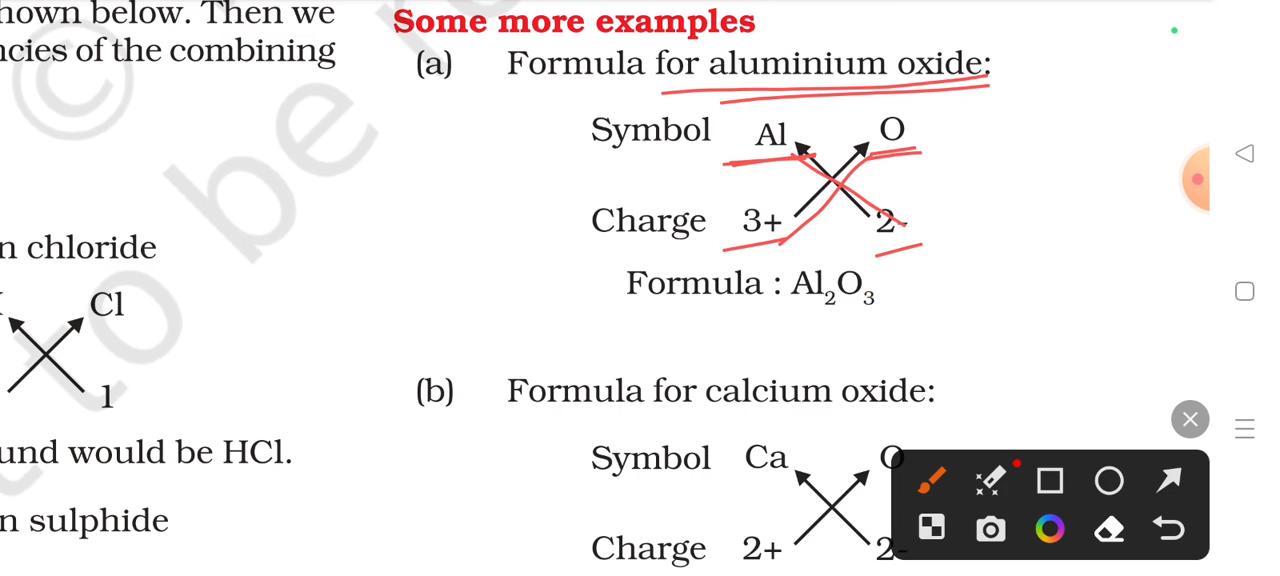 hown below. Then we
ncies of the combining
n chloride
Cl
1
und would be HCl.
n sulphide
Some more examples
(a) Formula for aluminium oxide:
Symbol Al O
Charge 3+ 2-
Formula : Al₂O₃
(b) Formula for calcium oxide:
Symbol Ca O
Charge 2+ 2-
© to be r